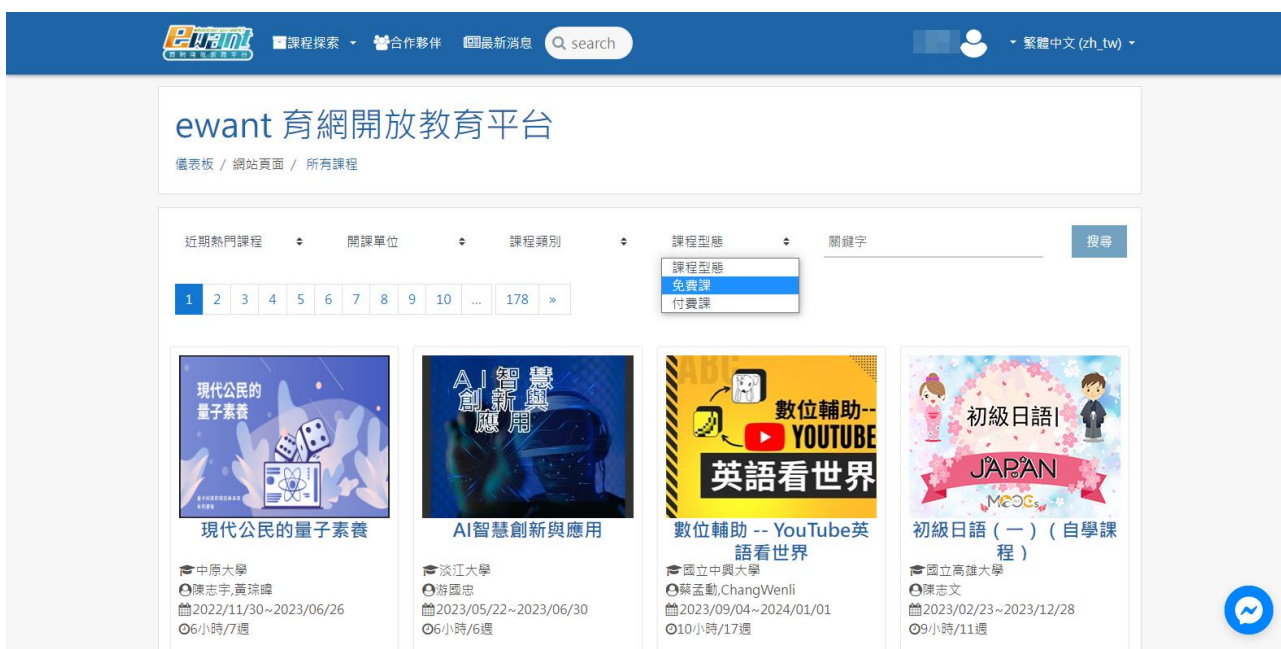 ewant
育網開放教育平台
課程探索
合作夥伴
最新消息
search
繁體中文 (zh_tw)
ewant 育網開放教育平台
儀表板 / 網站頁面 / 所有課程
近期熱門課程
開課單位
課程類別
課程型態
關鍵字
搜尋
課程型態
免費課
付費課
1 2 3 4 5 6 7 8 9 10 ... 178 »
現代公民的
量子素養
現代公民的量子素養
中原大學
陳志宇,黃琮暐
2022/11/30~2023/06/26
6小時/7週
AI智慧
創新與
應用
AI智慧創新與應用
淡江大學
游國忠
2023/05/22~2023/06/30
6小時/6週
ABC
數位輔助--
YOUTUBE
英語看世界
數位輔助 -- YouTube英
語看世界
國立中興大學
蔡孟勳,ChangWenli
2023/09/04~2024/01/01
10小時/17週
初級日語I
JAPAN
MOOCs
初級日語 ( 一 ) ( 自學課
程 )
國立高雄大學
陳志文
2023/02/23~2023/12/28
9小時/11週